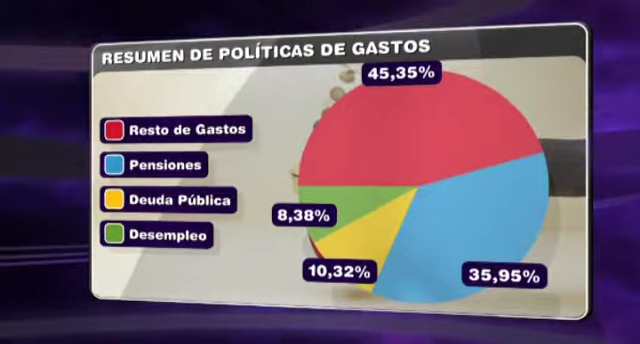 RESUMEN DE POLÍTICAS DE GASTOS
45,35%
Resto de Gastos
Pensiones
Deuda Pública
Desempleo
8,38%
10,32%
35,95%